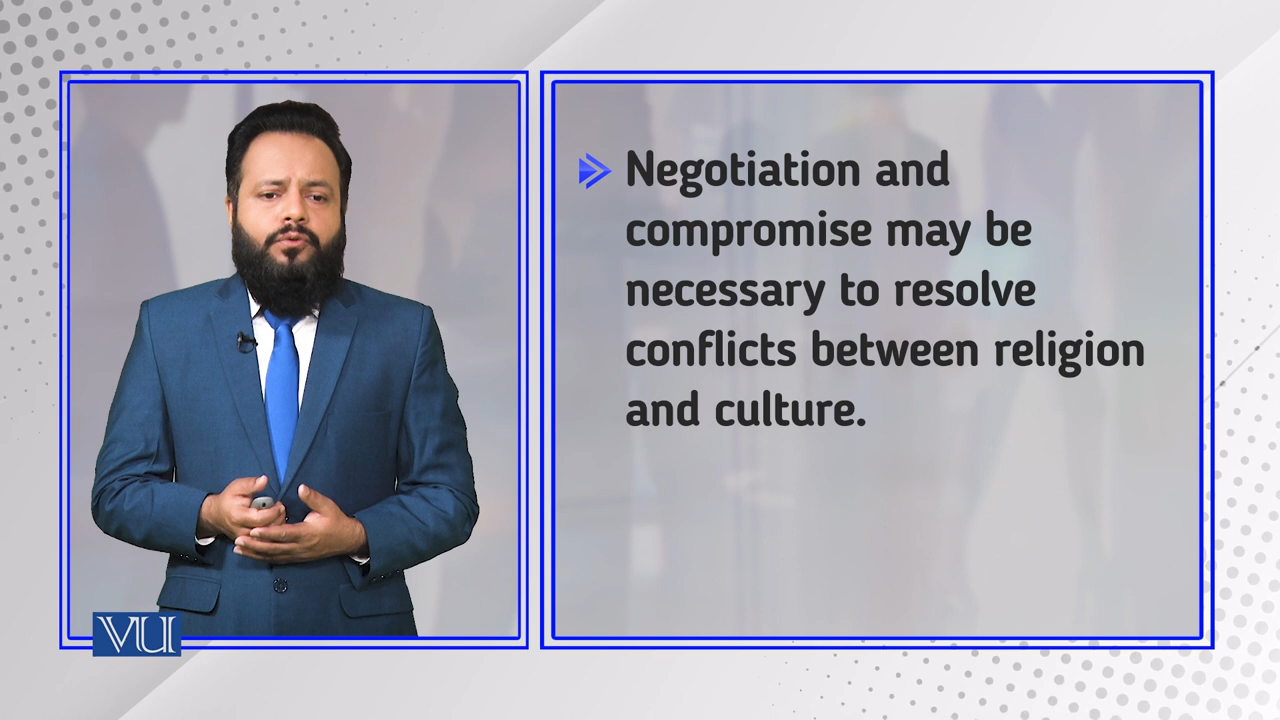 Negotiation and
compromise may be
necessary to resolve
conflicts between religion
and culture.
VU